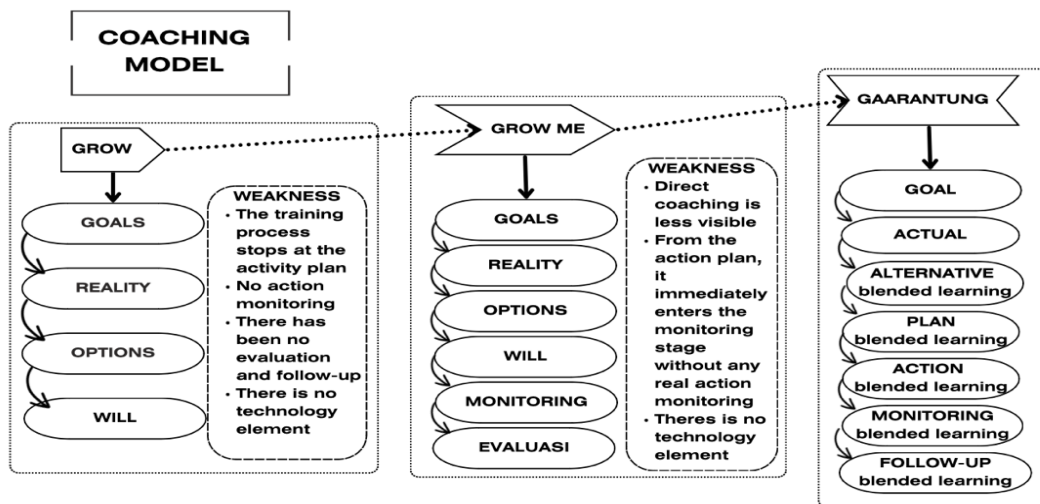 COACHING
MODEL
GROW
GOALS
REALITY
OPTIONS
WILL
WEAKNESS
• The training
process
stops at the
activity plan
• No action
monitoring
• There has
been no
evaluation
and follow-up
• There is no
technology
element
GROW ME
GOALS
REALITY
OPTIONS
WILL
MONITORING
EVALUASI
WEAKNESS
• Direct
coaching is
less visible
• From the
action plan,
it
immediately
enters the
monitoring
stage
without any
real action
monitoring
• Theres is no
technology
element
GAARANTUNG
GOAL
ACTUAL
ALTERNATIVE
blended learning
PLAN
blended learning
ACTION
blended learning
MONITORING
blended learning
FOLLOW-UP
blended learning